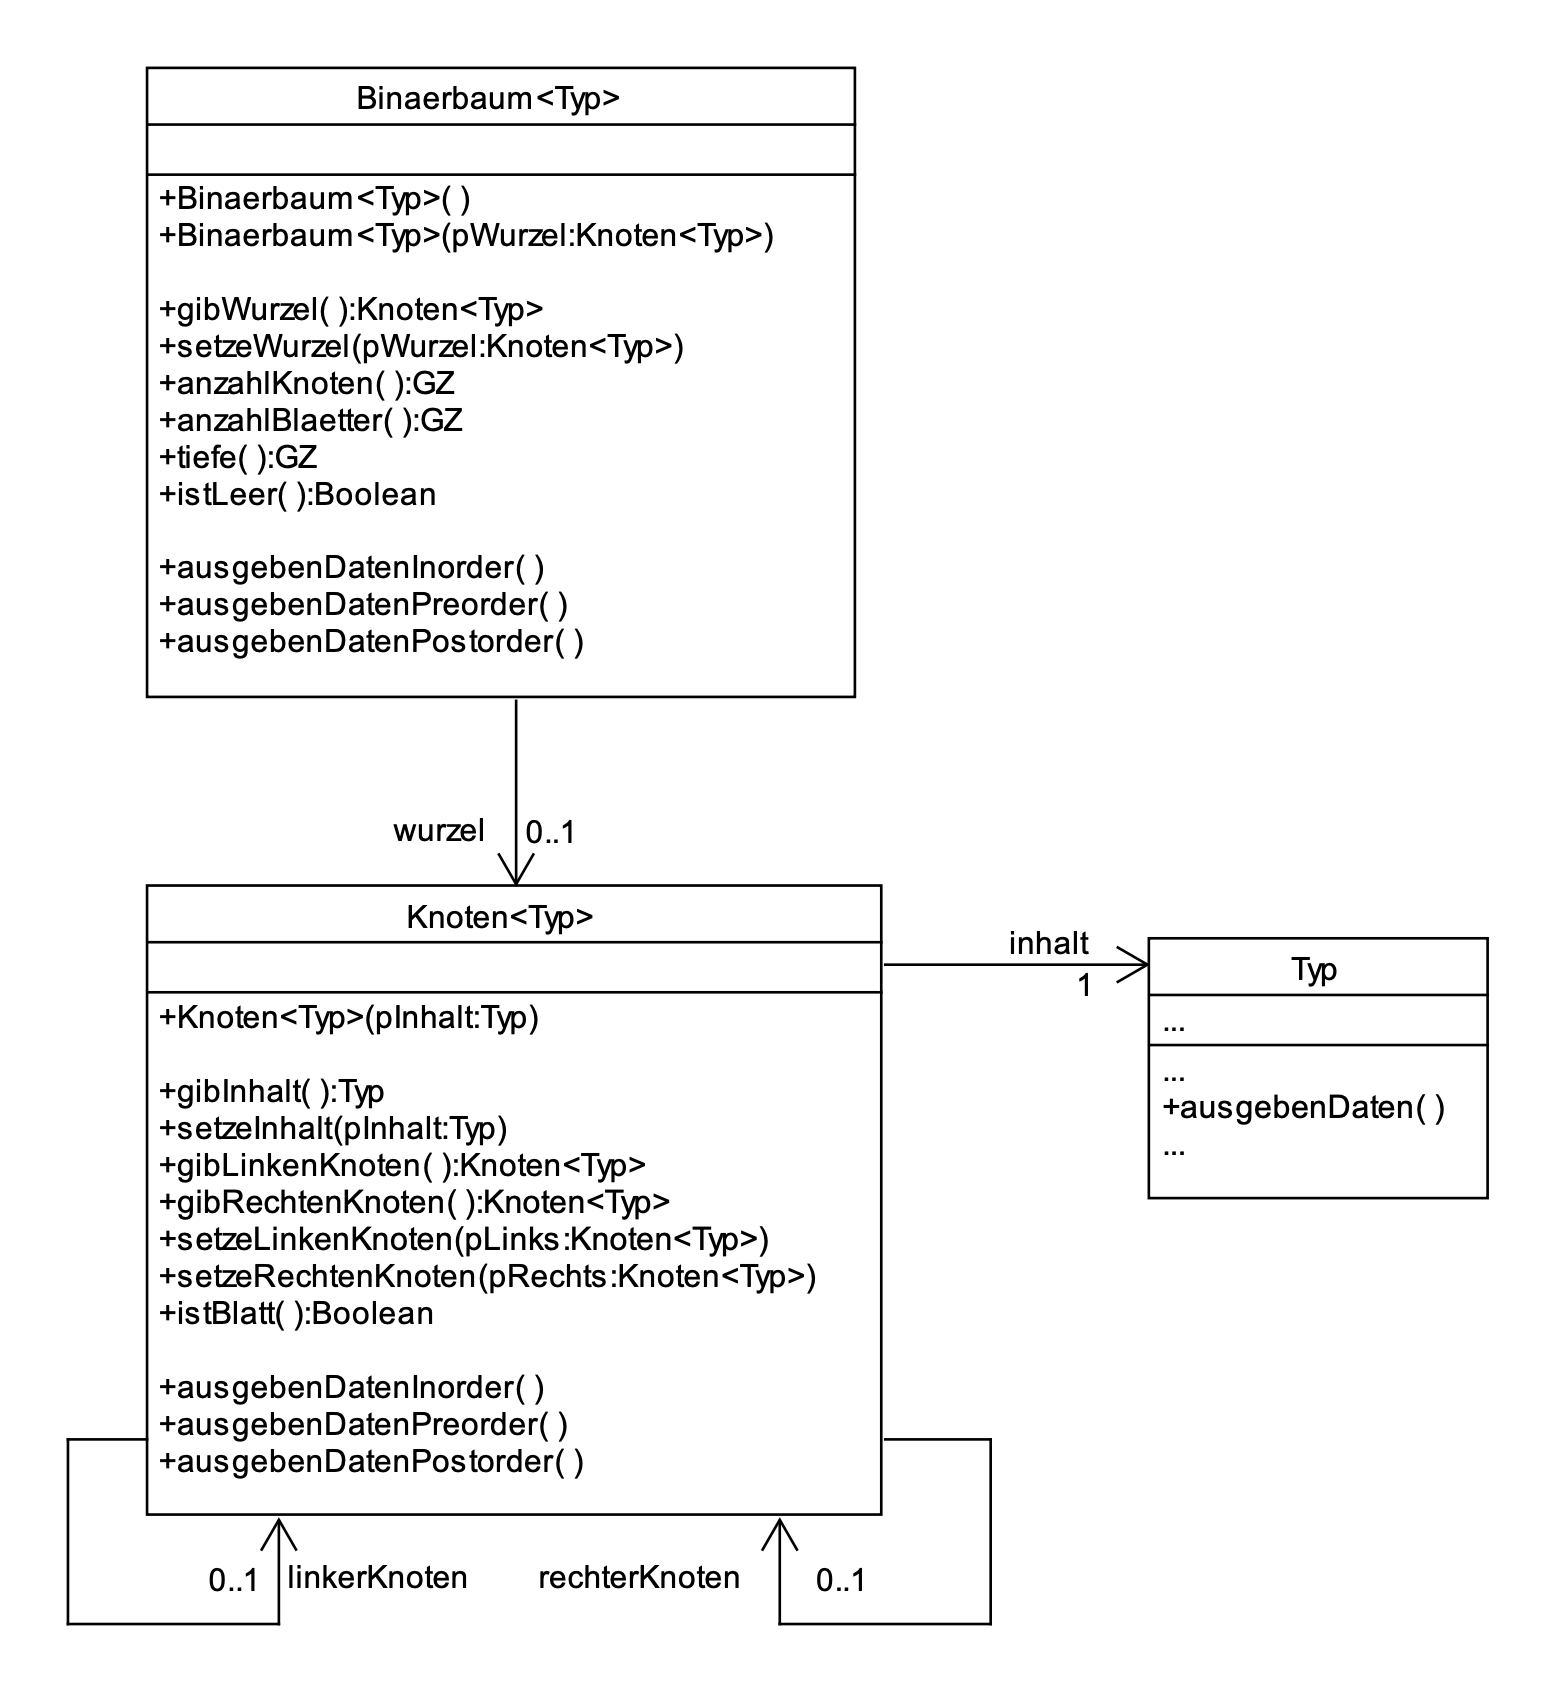 Binaerbaum<Typ>
+Binaerbaum<Typ>( )
+Binaerbaum<Typ>(pWurzel:Knoten<Typ>)
+gibWurzel( ):Knoten<Typ>
+setzeWurzel(pWurzel:Knoten<Typ>)
+anzahlKnoten( ):GZ
+anzahlBlaetter( ):GZ
+tiefe( ):GZ
+istLeer( ):Boolean
+ausgebenDatenInorder( )
+ausgebenDatenPreorder( )
+ausgebenDatenPostorder( )
wurzel 0..1
Knoten<Typ>
+Knoten<Typ>(pInhalt:Typ)
+gibInhalt( ):Typ
+setzeInhalt(pInhalt:Typ)
+gibLinkenKnoten( ):Knoten<Typ>
+gibRechtenKnoten( ):Knoten<Typ>
+setzeLinkenKnoten(pLinks:Knoten<Typ>)
+setzeRechtenKnoten(pRechts:Knoten<Typ>)
+istBlatt( ):Boolean
+ausgebenDatenInorder( )
+ausgebenDatenPreorder( )
+ausgebenDatenPostorder( )
inhalt
1
Typ
...
...
+ausgebenDaten( )
...
0..1 linkerKnoten
rechterKnoten 0..1